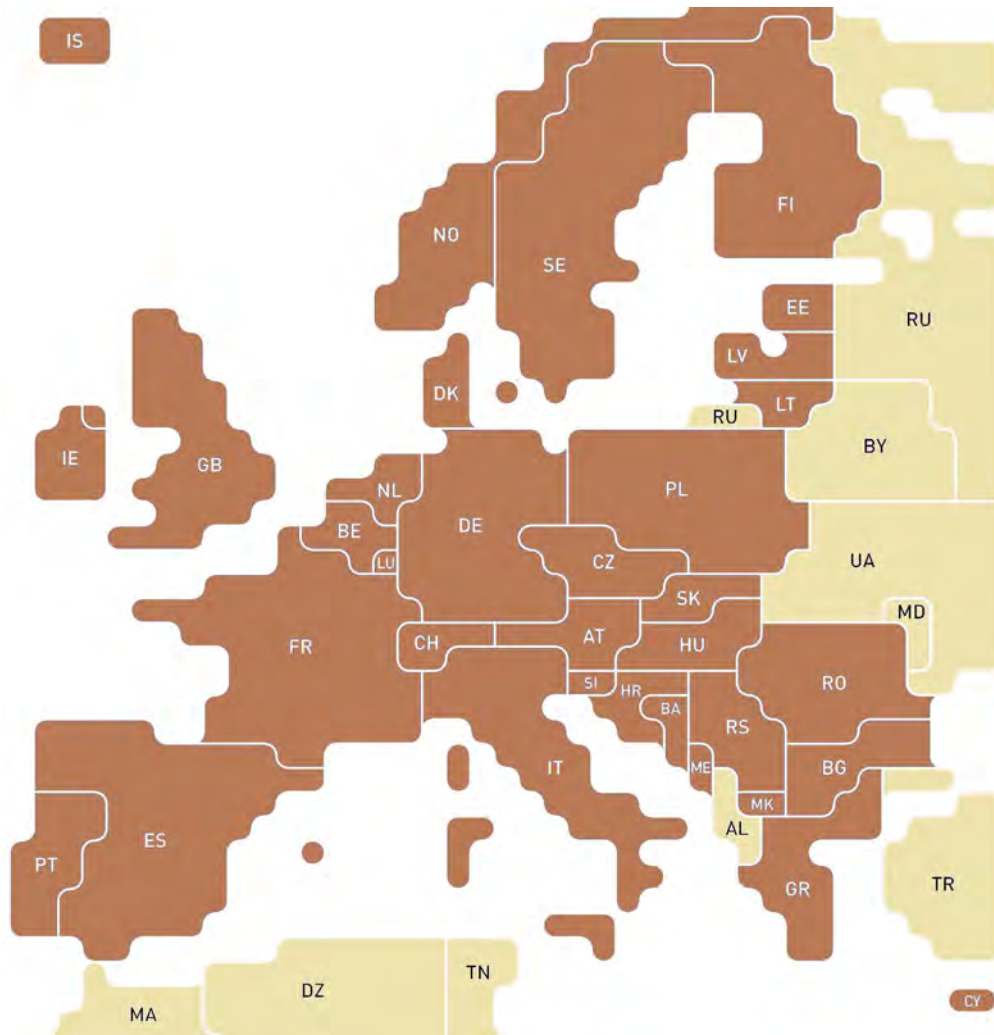 IS
NO
SE
FI
EE
RU
LV
DK
LT
RU
BY
IE
GB
NL
PL
BE
DE
LU
CZ
UA
SK
MD
FR
CH
AT
HU
SI
HR
RO
BA
RS
IT
ME
BG
MK
AL
ES
PT
GR
TR
TN
DZ
CY
MA